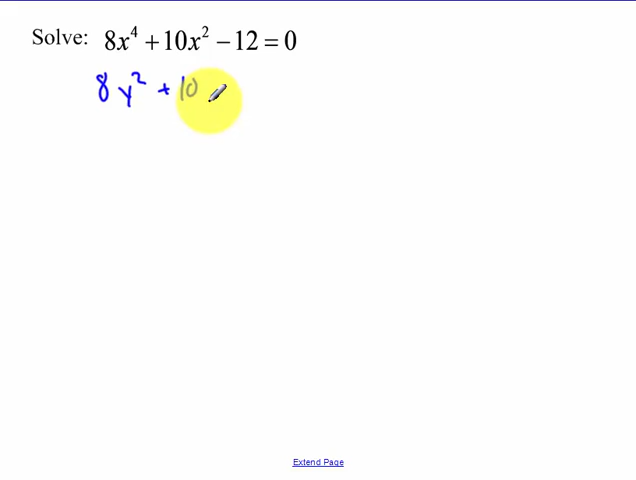 Solve: 8x⁴ + 10x² − 12 = 0
8y² + 10
Extend Page